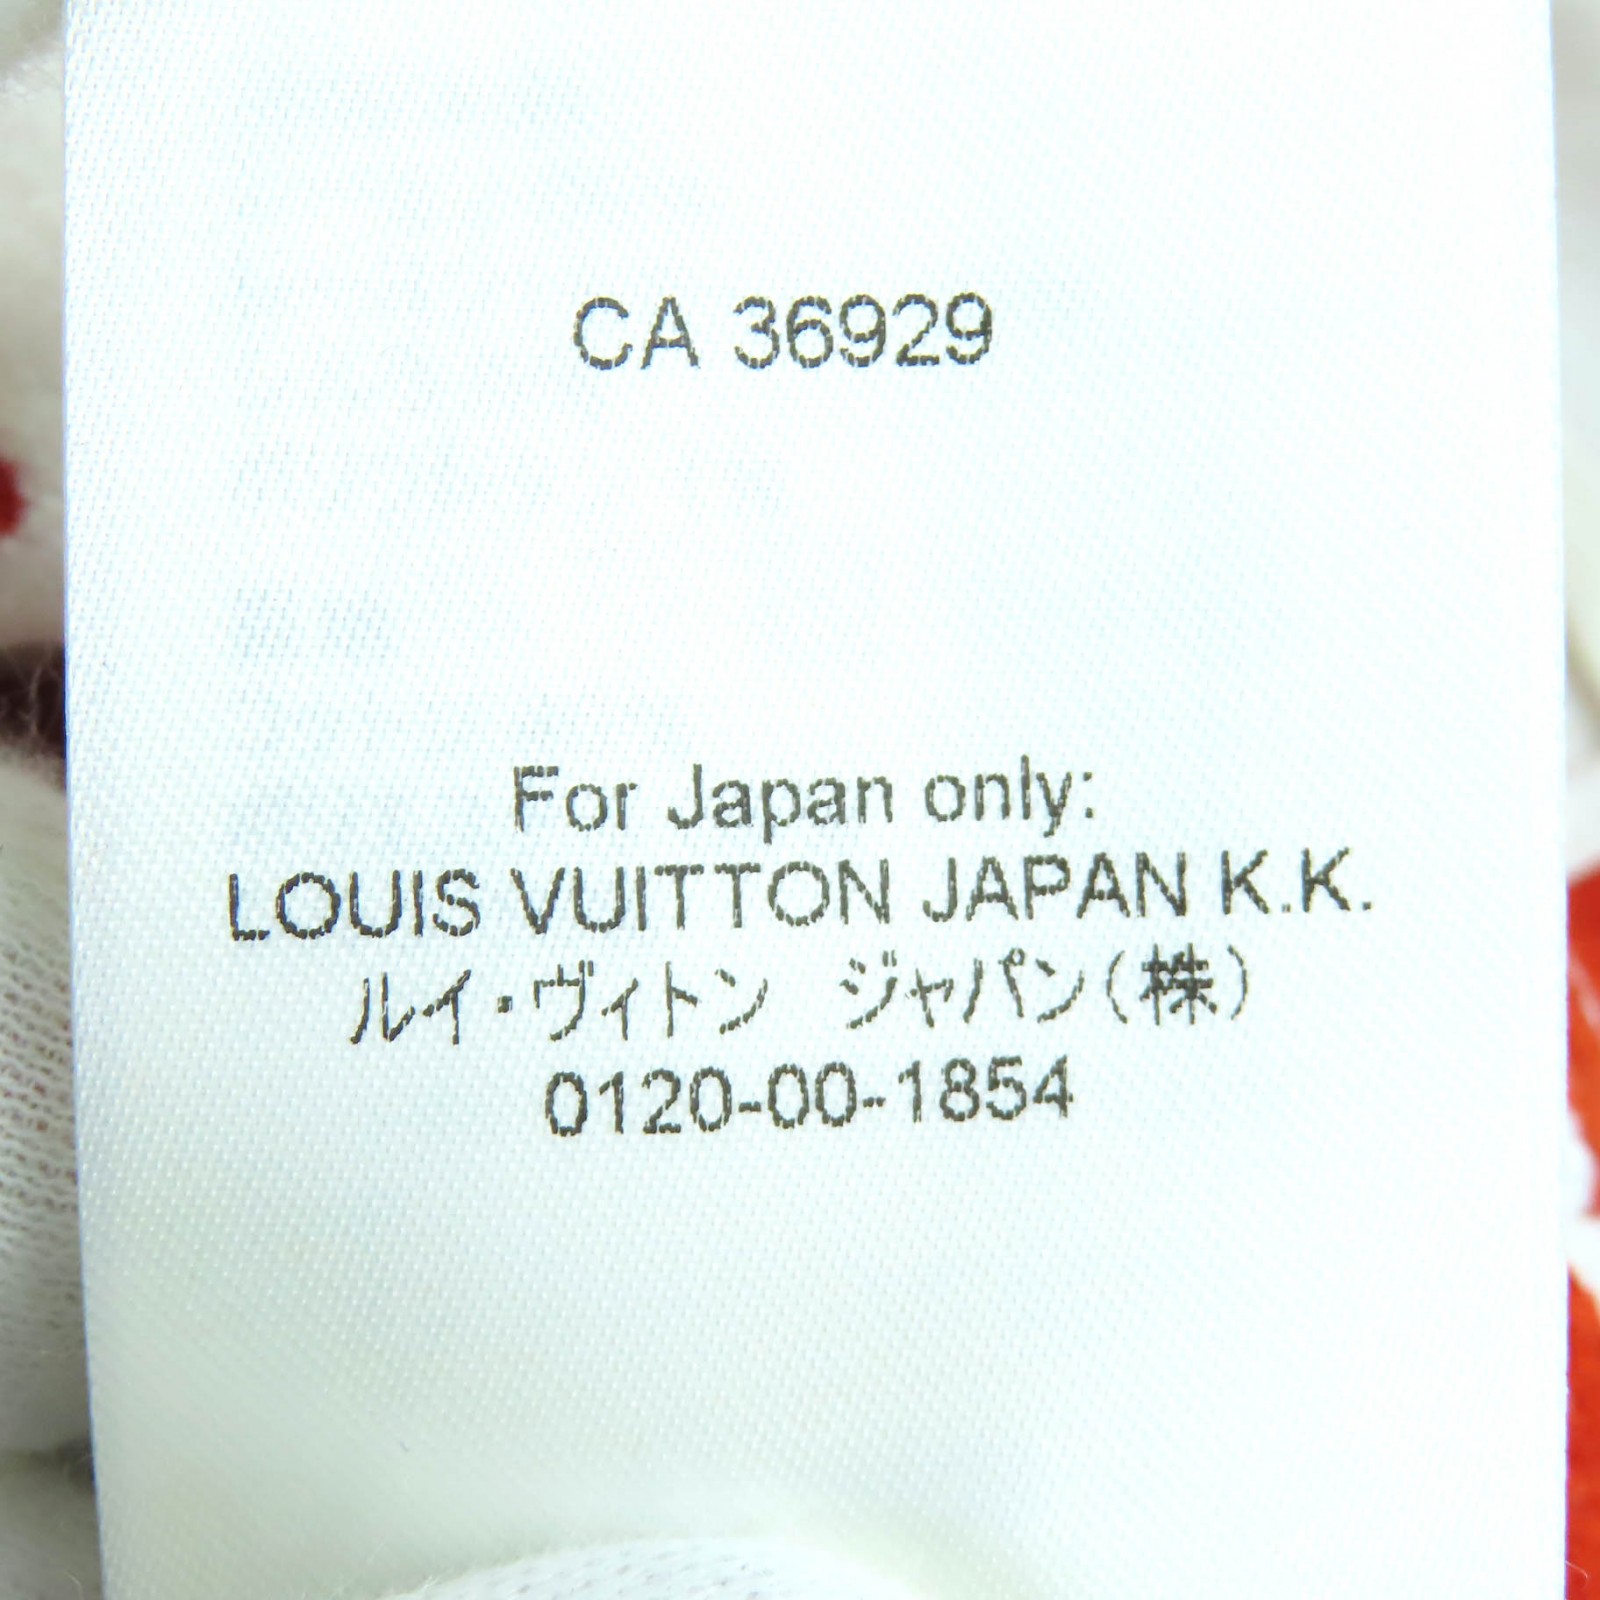 CA 36929
For Japan only:
LOUIS VUITTON JAPAN K.K.
ルイ・ヴィトン ジャパン(株)
0120-00-1854